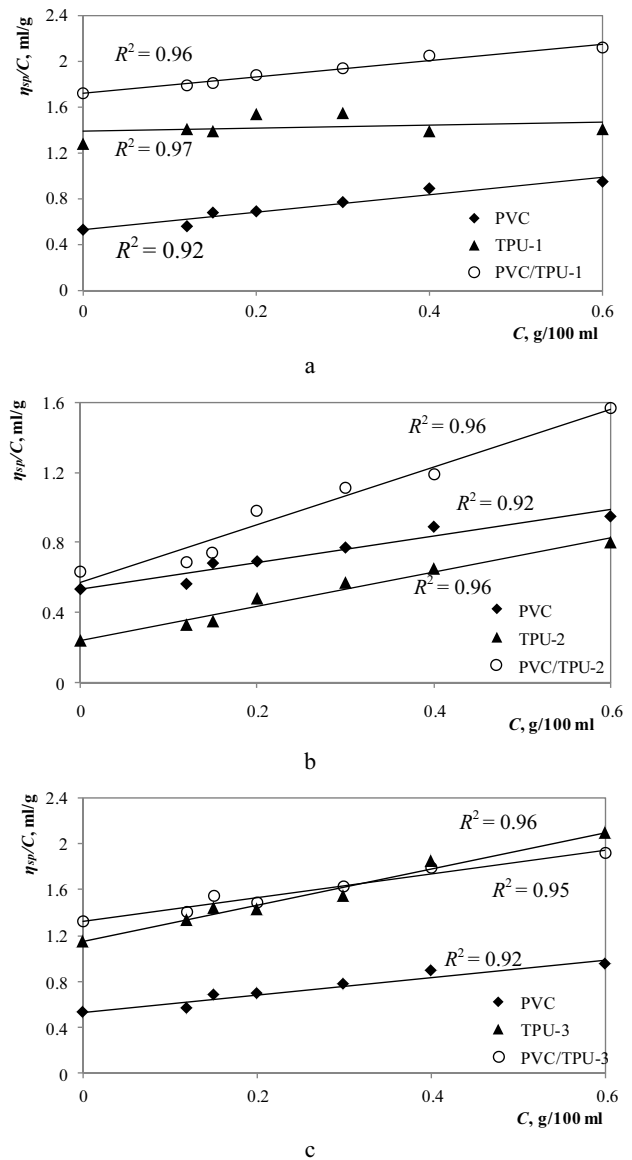 2.4
2
1.6
1.2
0.8
0.4
0
ηsp/C, ml/g
R² = 0.96
R² = 0.97
R² = 0.92
PVC
TPU-1
PVC/TPU-1
0 0.2 0.4 0.6
C, g/100 ml
a
1.6
1.2
0.8
0.4
0
ηsp/C, ml/g
R² = 0.96
R² = 0.92
R² = 0.96
PVC
TPU-2
PVC/TPU-2
0 0.2 0.4 0.6
C, g/100 ml
b
2.4
2
1.6
1.2
0.8
0.4
0
ηsp/C, ml/g
R² = 0.96
R² = 0.95
R² = 0.92
PVC
TPU-3
PVC/TPU-3
0 0.2 0.4 0.6
C, g/100 ml
c